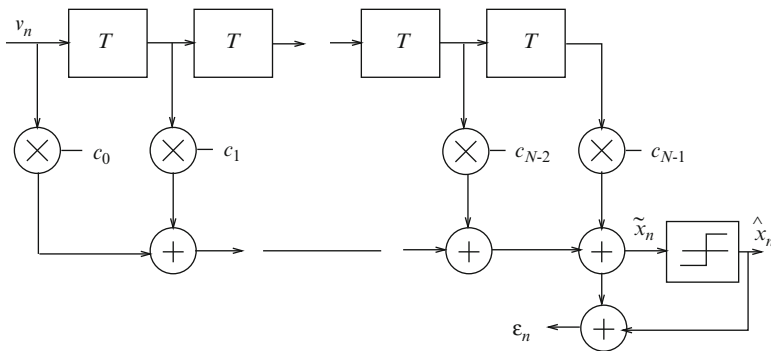 v_n T T T T
c_0 c_1 c_{N-2} c_{N-1}
x̃_n x̂_n
ε_n